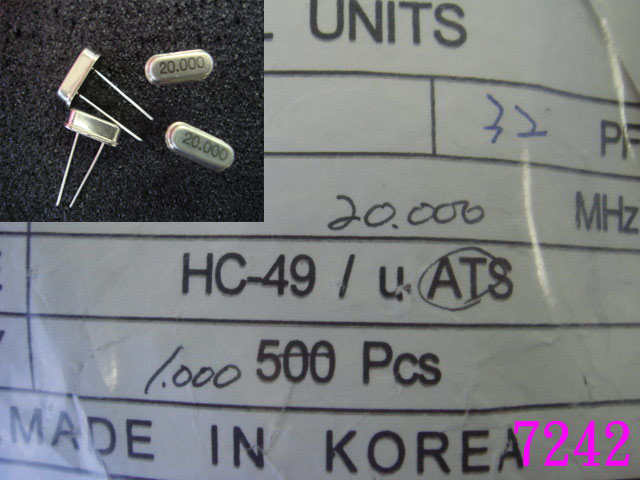 20.000
20.000
L UNITS
32 PF
20.000 MHz
HC-49 / u. ATS
1.000 500 Pcs
MADE IN KOREA
7242